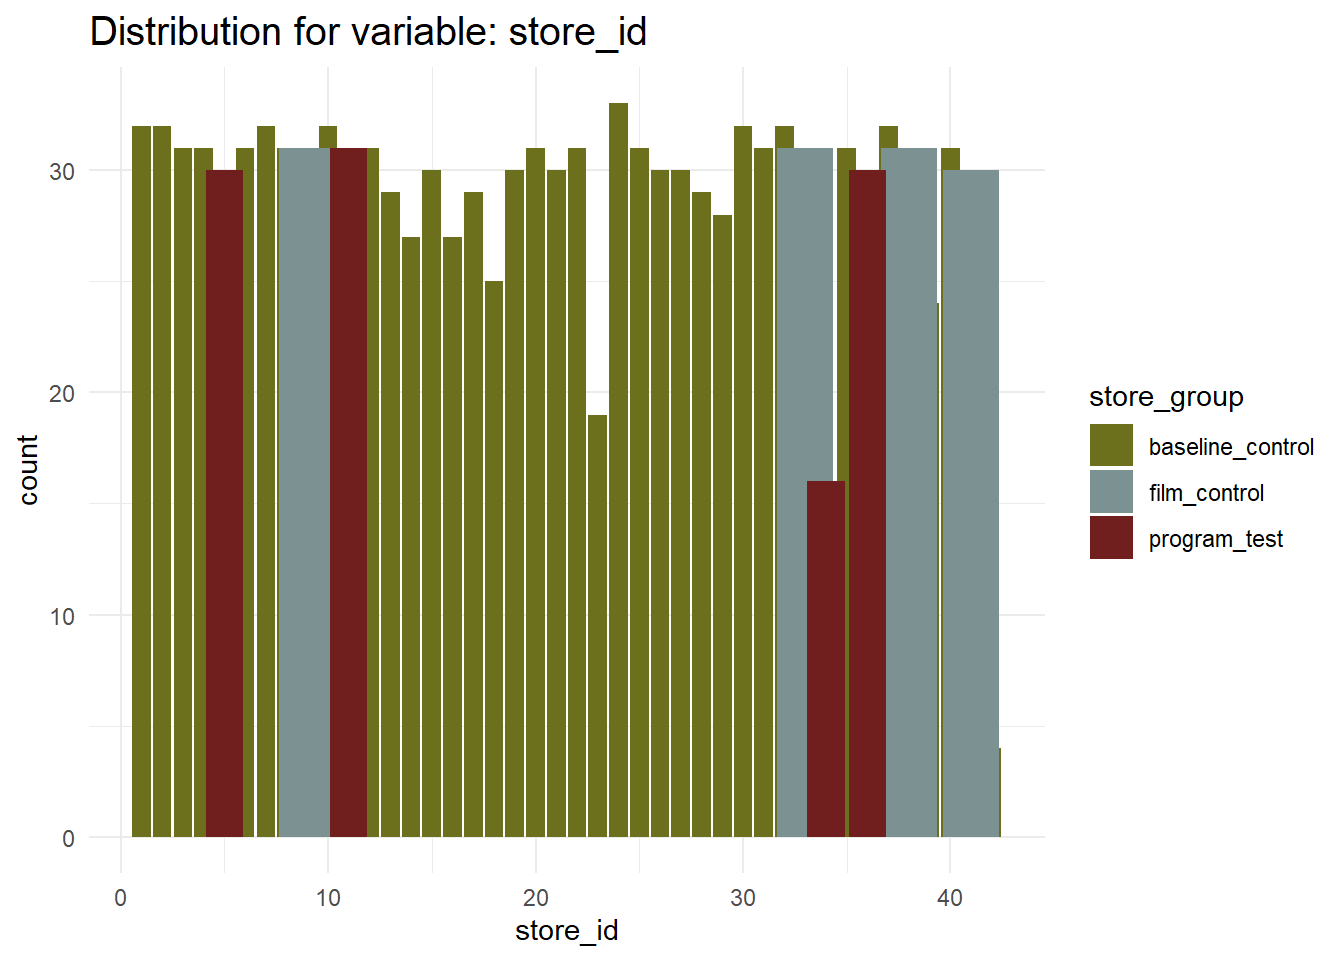 Distribution for variable: store_id
count
30
20
10
0
0 10 20 30 40
store_id
store_group
baseline_control
film_control
program_test